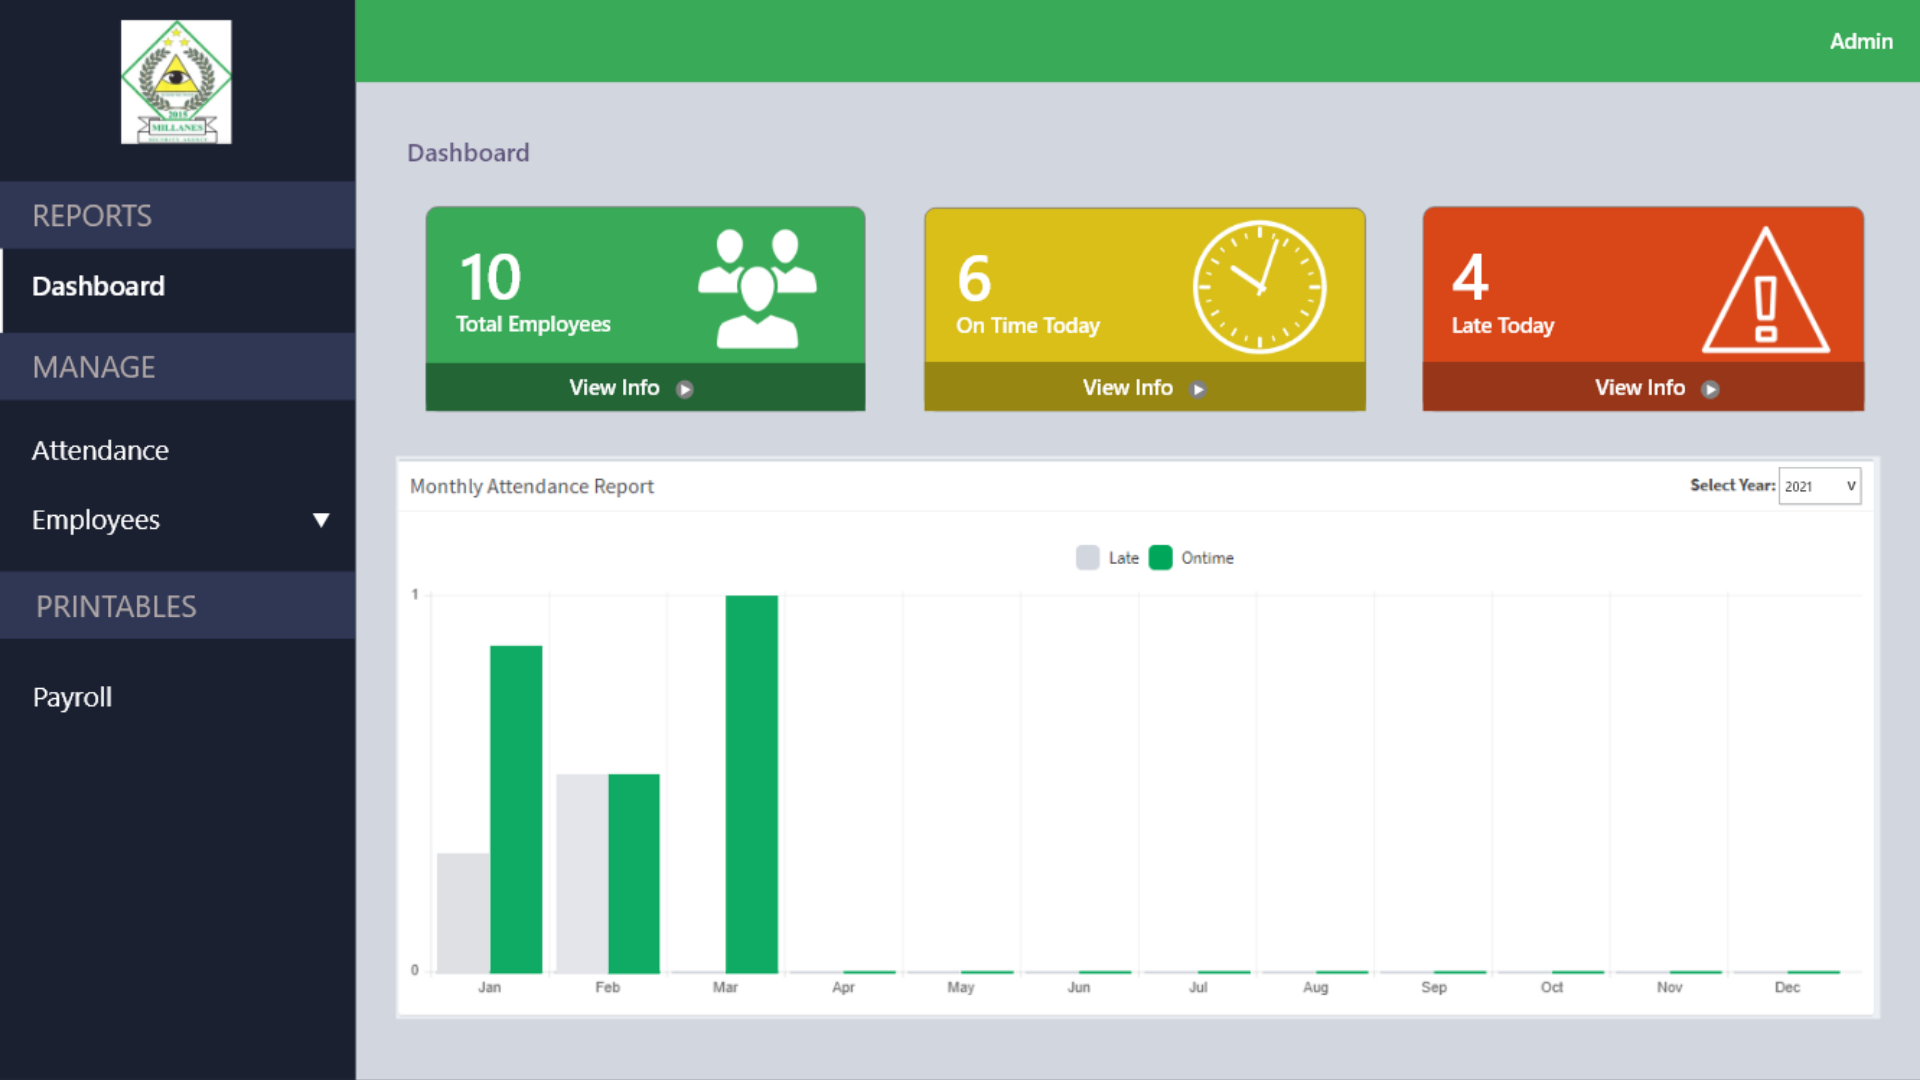 2015
MILLANES
REPORTS
Dashboard
MANAGE
Attendance
Employees
PRINTABLES
Payroll
Admin
Dashboard
10
Total Employees
View Info
6
On Time Today
View Info
4
Late Today
View Info
Monthly Attendance Report
Select Year: 2021 v
Late Ontime
1
0
Jan Feb Mar Apr May Jun Jul Aug Sep Oct Nov Dec